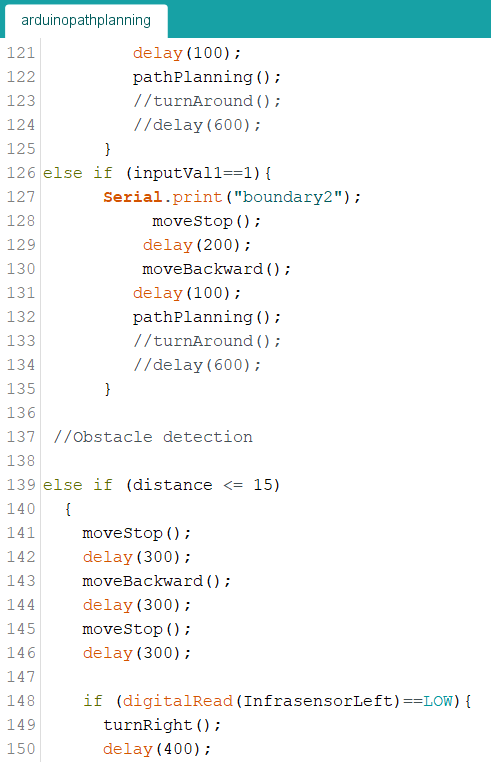 arduinopathplanning
121 delay(100);
122 pathPlanning();
123 //turnAround();
124 //delay(600);
125 }
126 else if (inputVal1==1){
127 Serial.print("boundary2");
128 moveStop();
129 delay(200);
130 moveBackward();
131 delay(100);
132 pathPlanning();
133 //turnAround();
134 //delay(600);
135 }
136
137 //Obstacle detection
138
139 else if (distance <= 15)
140 {
141 moveStop();
142 delay(300);
143 moveBackward();
144 delay(300);
145 moveStop();
146 delay(300);
147
148 if (digitalRead(InfrasensorLeft)==LOW){
149 turnRight();
150 delay(400);